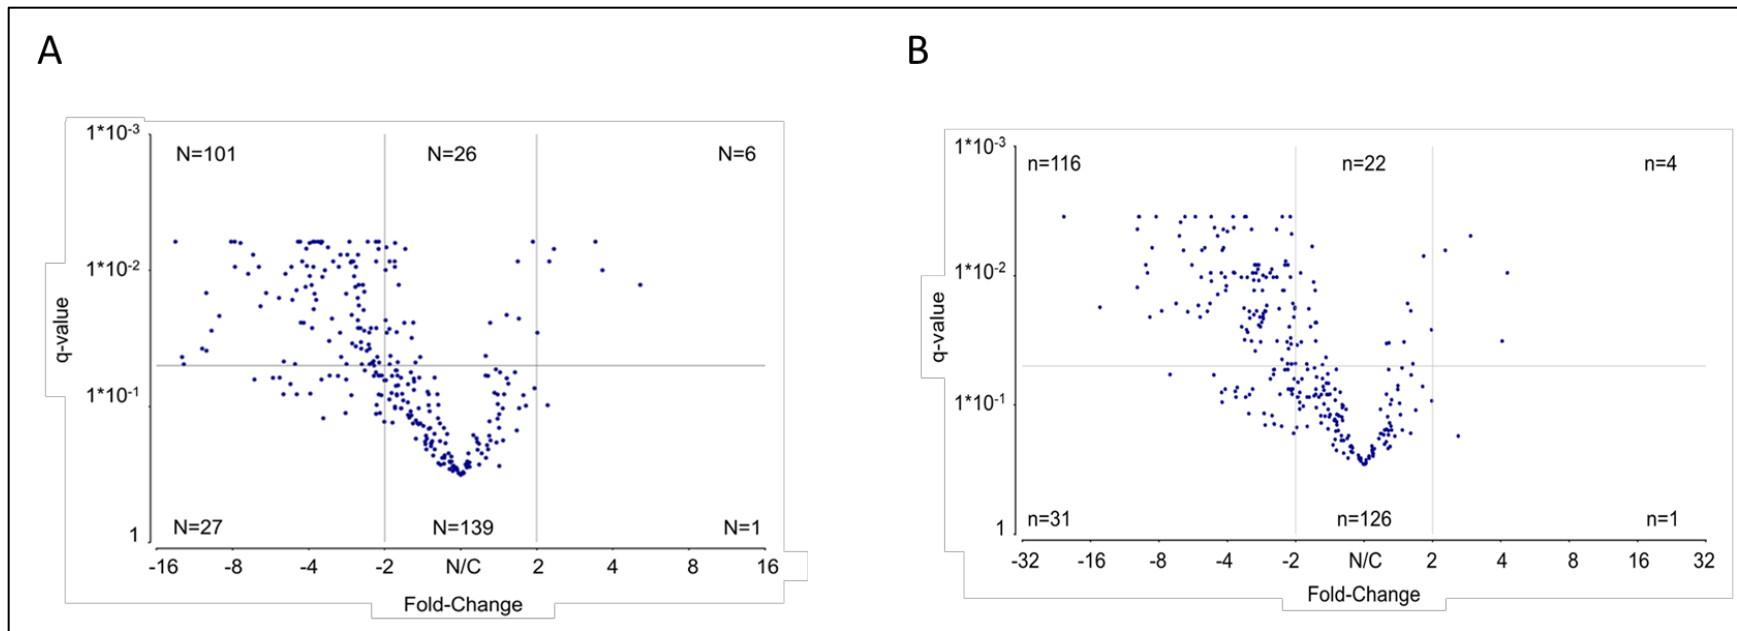 A
1*10-3
N=101
N=26
N=6
1*10-2
q-value
1*10-1
N=27
N=139
N=1
1
-16 -8 -4 -2 N/C 2 4 8 16
Fold-Change
B
1*10-3
n=116
n=22
n=4
1*10-2
q-value
1*10-1
n=31
n=126
n=1
1
-32 -16 -8 -4 -2 N/C 2 4 8 16 32
Fold-Change